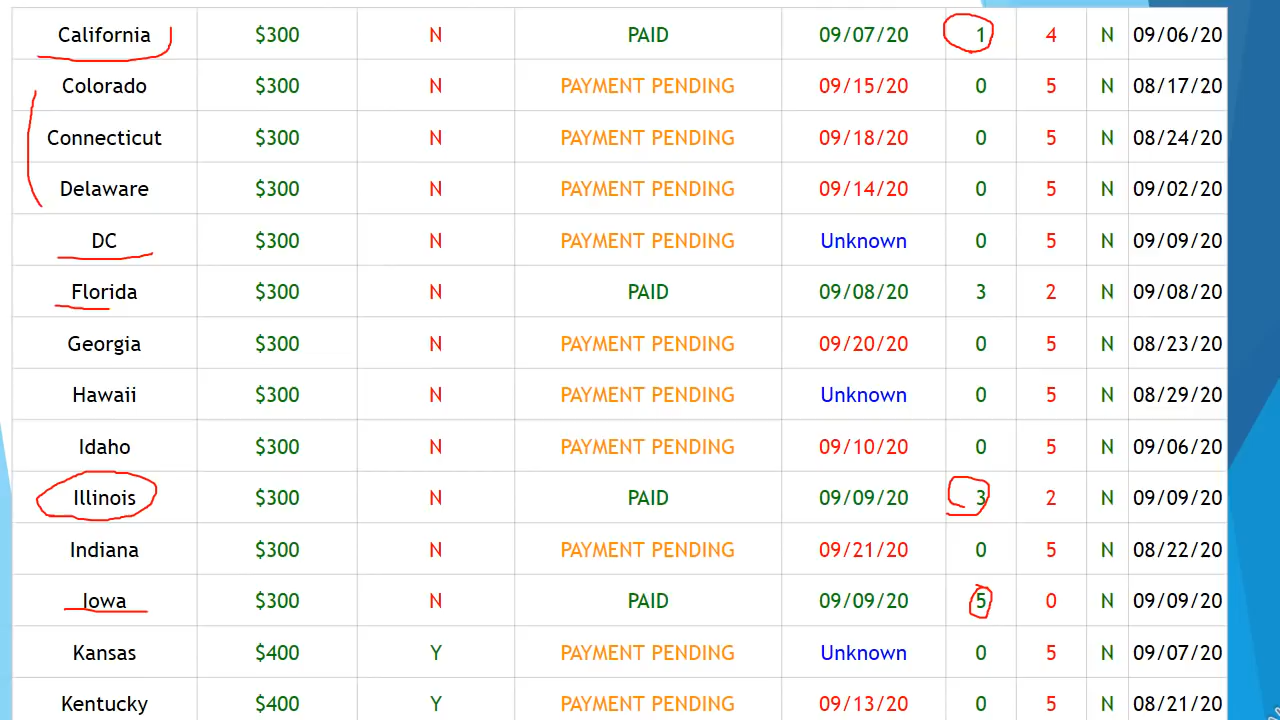 California $300 N PAID 09/07/20 1 4 N 09/06/20
Colorado $300 N PAYMENT PENDING 09/15/20 0 5 N 08/17/20
Connecticut $300 N PAYMENT PENDING 09/18/20 0 5 N 08/24/20
Delaware $300 N PAYMENT PENDING 09/14/20 0 5 N 09/02/20
DC $300 N PAYMENT PENDING Unknown 0 5 N 09/09/20
Florida $300 N PAID 09/08/20 3 2 N 09/08/20
Georgia $300 N PAYMENT PENDING 09/20/20 0 5 N 08/23/20
Hawaii $300 N PAYMENT PENDING Unknown 0 5 N 08/29/20
Idaho $300 N PAYMENT PENDING 09/10/20 0 5 N 09/06/20
Illinois $300 N PAID 09/09/20 3 2 N 09/09/20
Indiana $300 N PAYMENT PENDING 09/21/20 0 5 N 08/22/20
Iowa $300 N PAID 09/09/20 5 0 N 09/09/20
Kansas $400 Y PAYMENT PENDING Unknown 0 5 N 09/07/20
Kentucky $400 Y PAYMENT PENDING 09/13/20 0 5 N 08/21/20